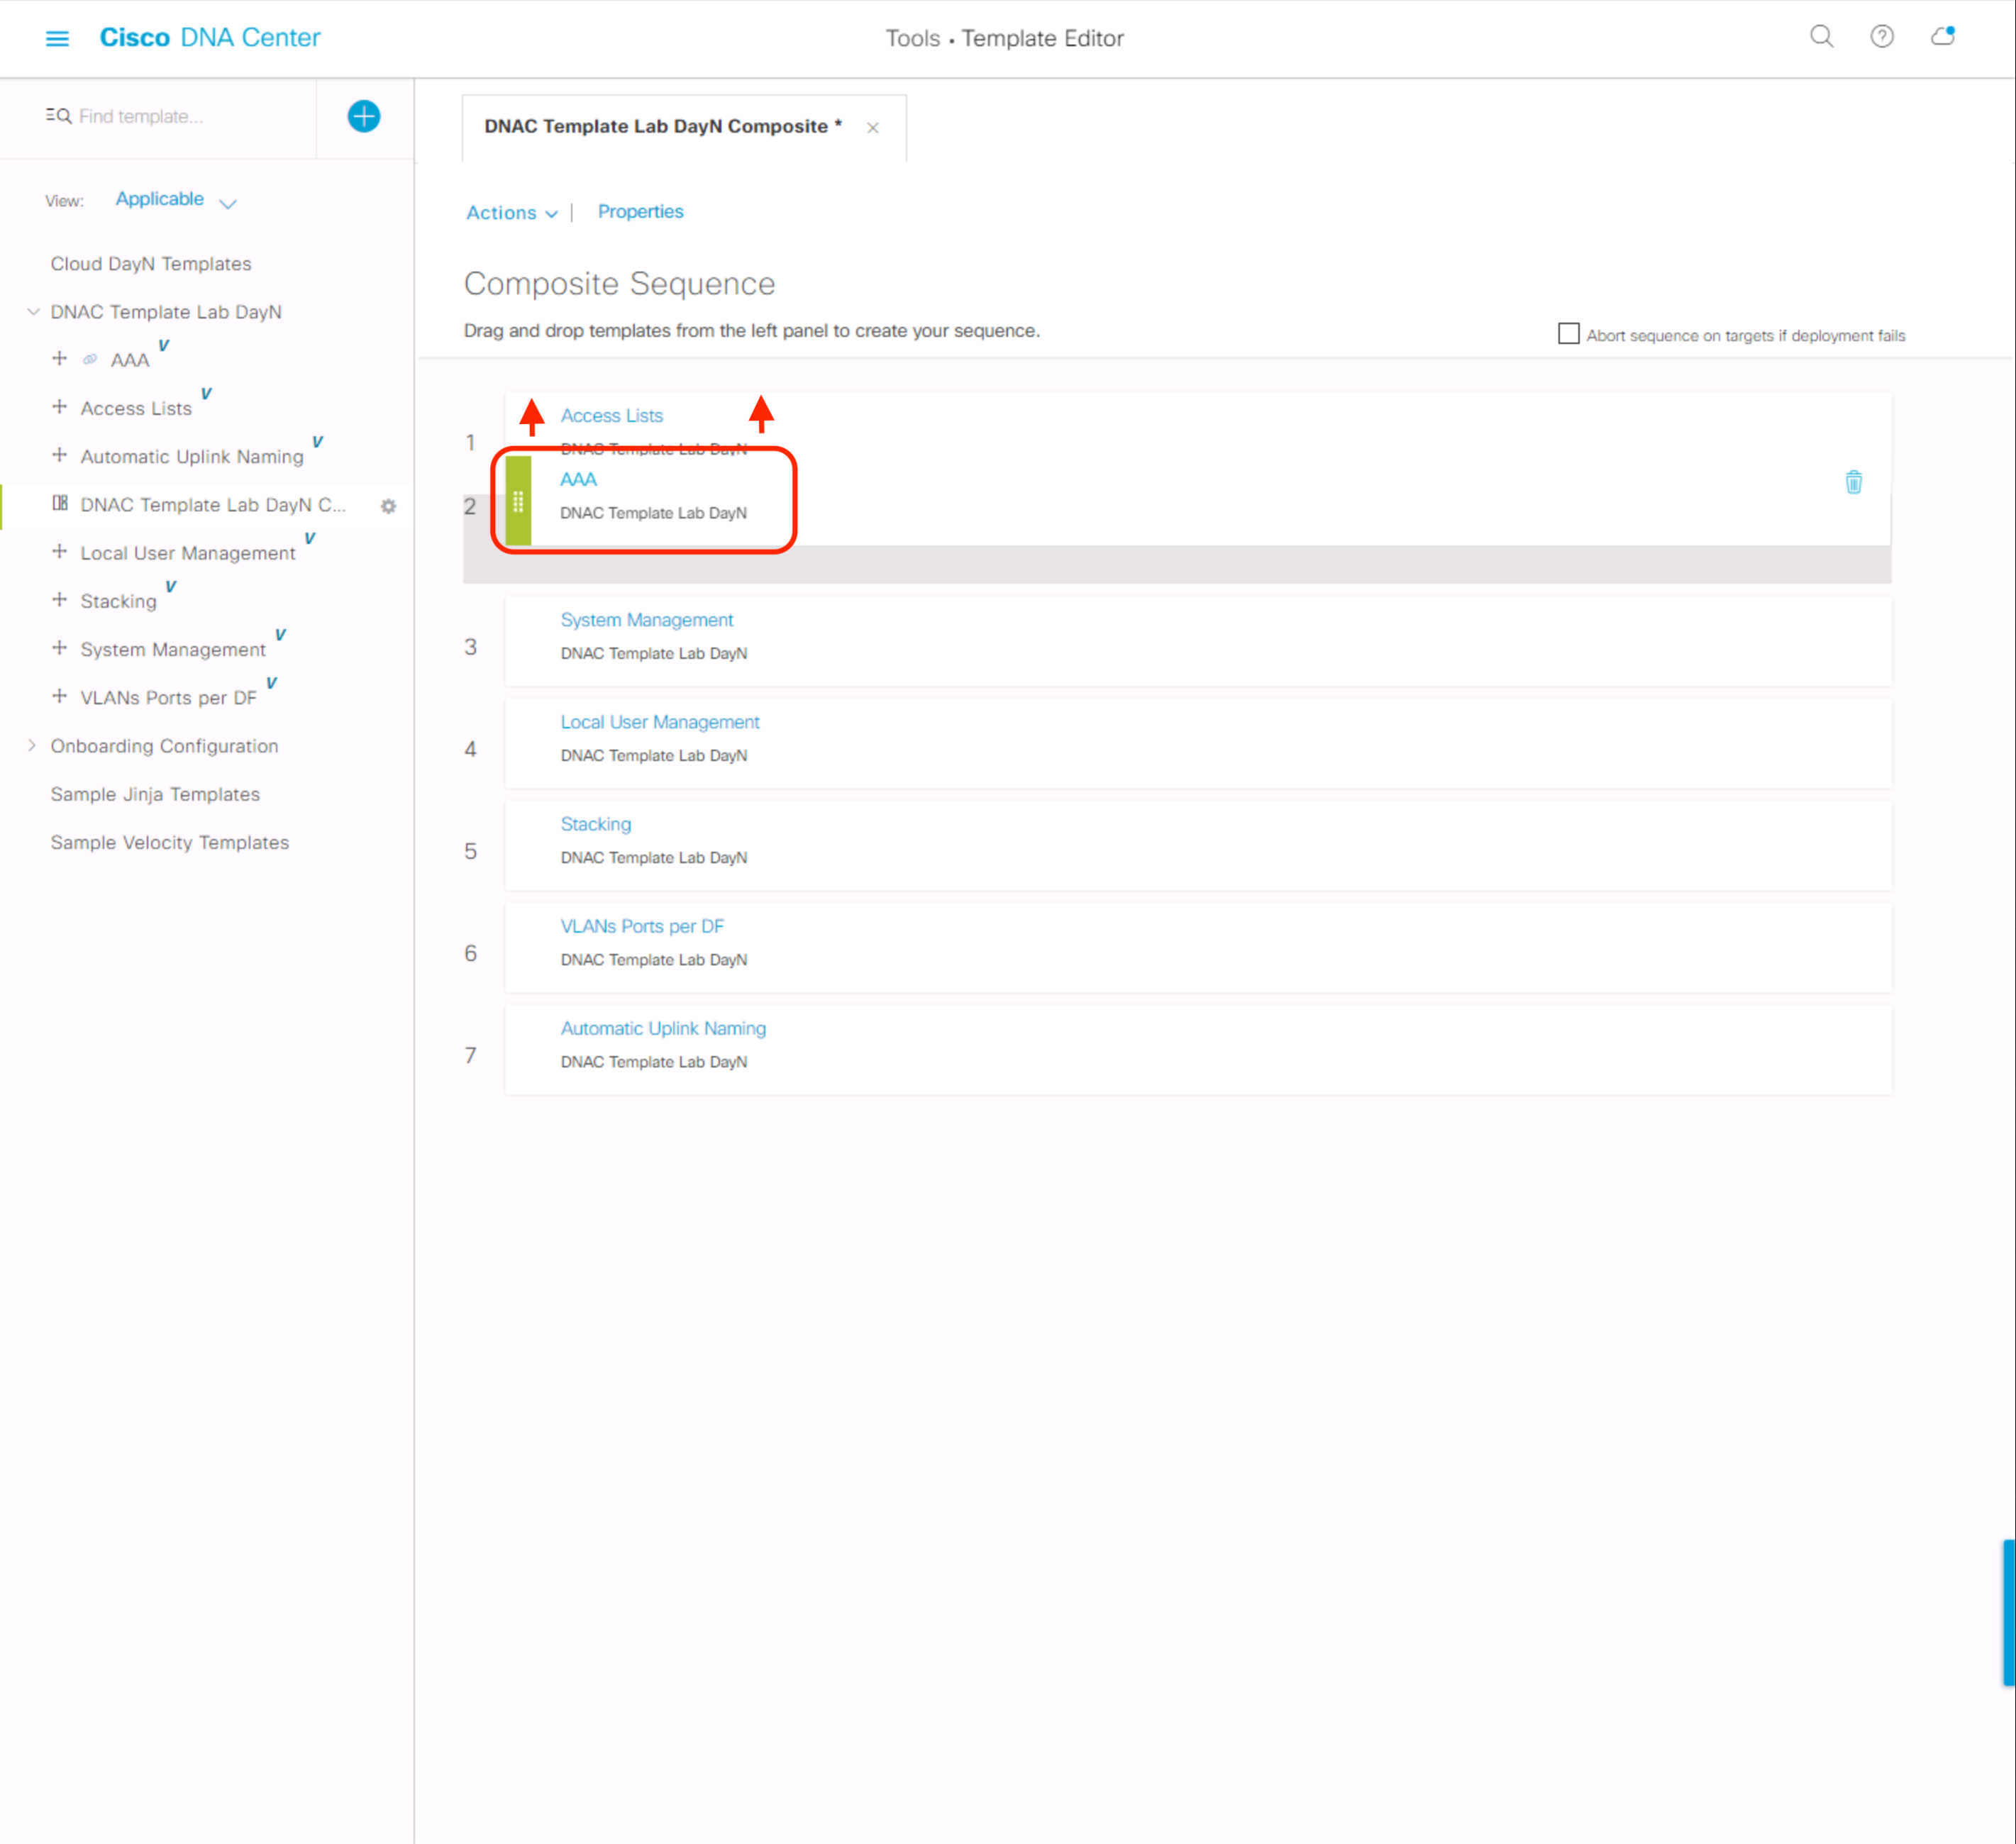 Cisco DNA Center
Tools • Template Editor
Find template...
View: Applicable
Cloud DayN Templates
DNAC Template Lab DayN
AAA V
Access Lists V
Automatic Uplink Naming V
DNAC Template Lab DayN C...
Local User Management V
Stacking V
System Management V
VLANs Ports per DF V
Onboarding Configuration
Sample Jinja Templates
Sample Velocity Templates
DNAC Template Lab DayN Composite *
Actions | Properties
Composite Sequence
Drag and drop templates from the left panel to create your sequence.
Abort sequence on targets if deployment fails
1
Access Lists
DNAC Template Lab DayN
2
AAA
DNAC Template Lab DayN
3
System Management
DNAC Template Lab DayN
4
Local User Management
DNAC Template Lab DayN
5
Stacking
DNAC Template Lab DayN
6
VLANs Ports per DF
DNAC Template Lab DayN
7
Automatic Uplink Naming
DNAC Template Lab DayN